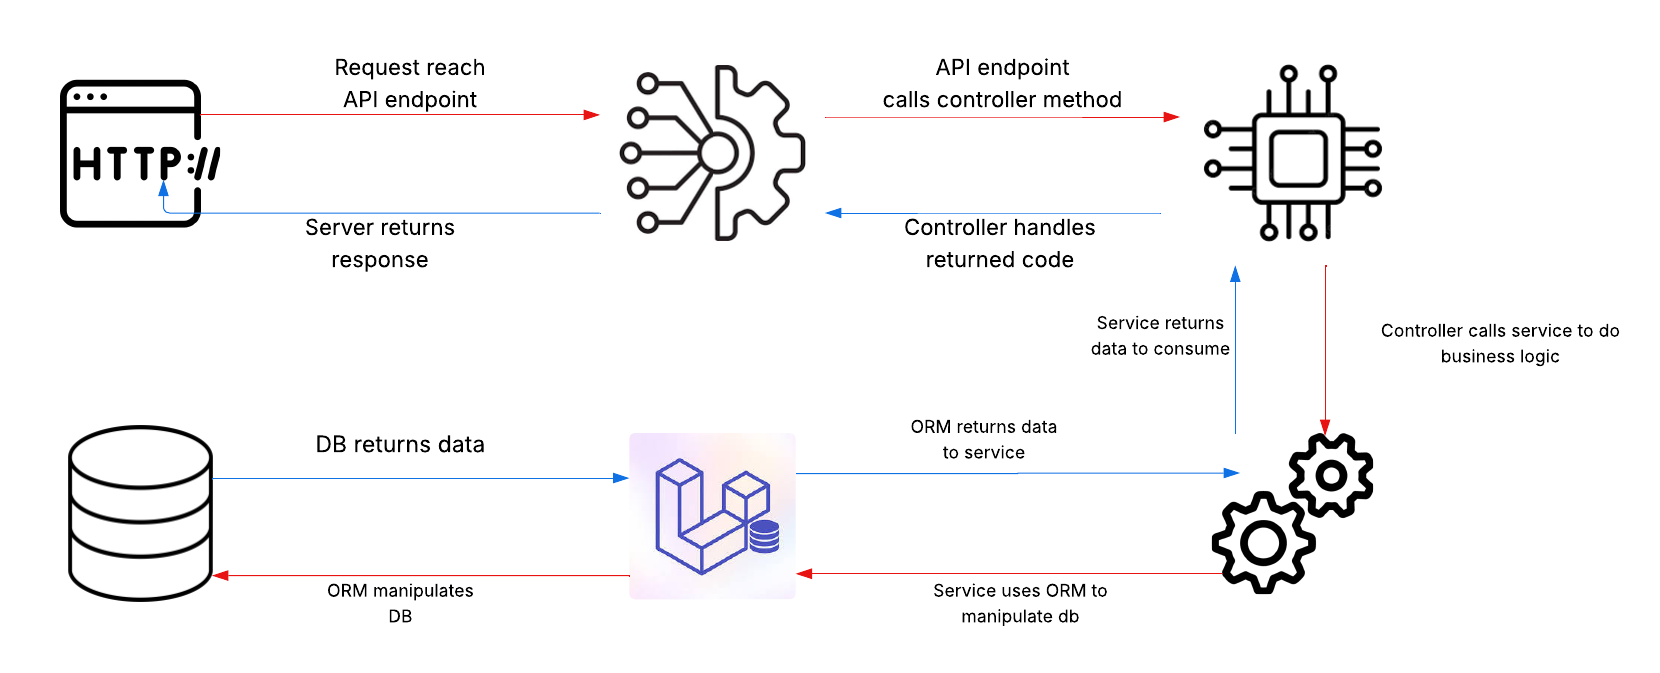 Request reach
API endpoint
API endpoint
calls controller method
HTTP://
Server returns
response
Controller handles
returned code
Service returns
data to consume
Controller calls service to do
business logic
DB returns data
ORM returns data
to service
ORM manipulates
DB
Service uses ORM to
manipulate db